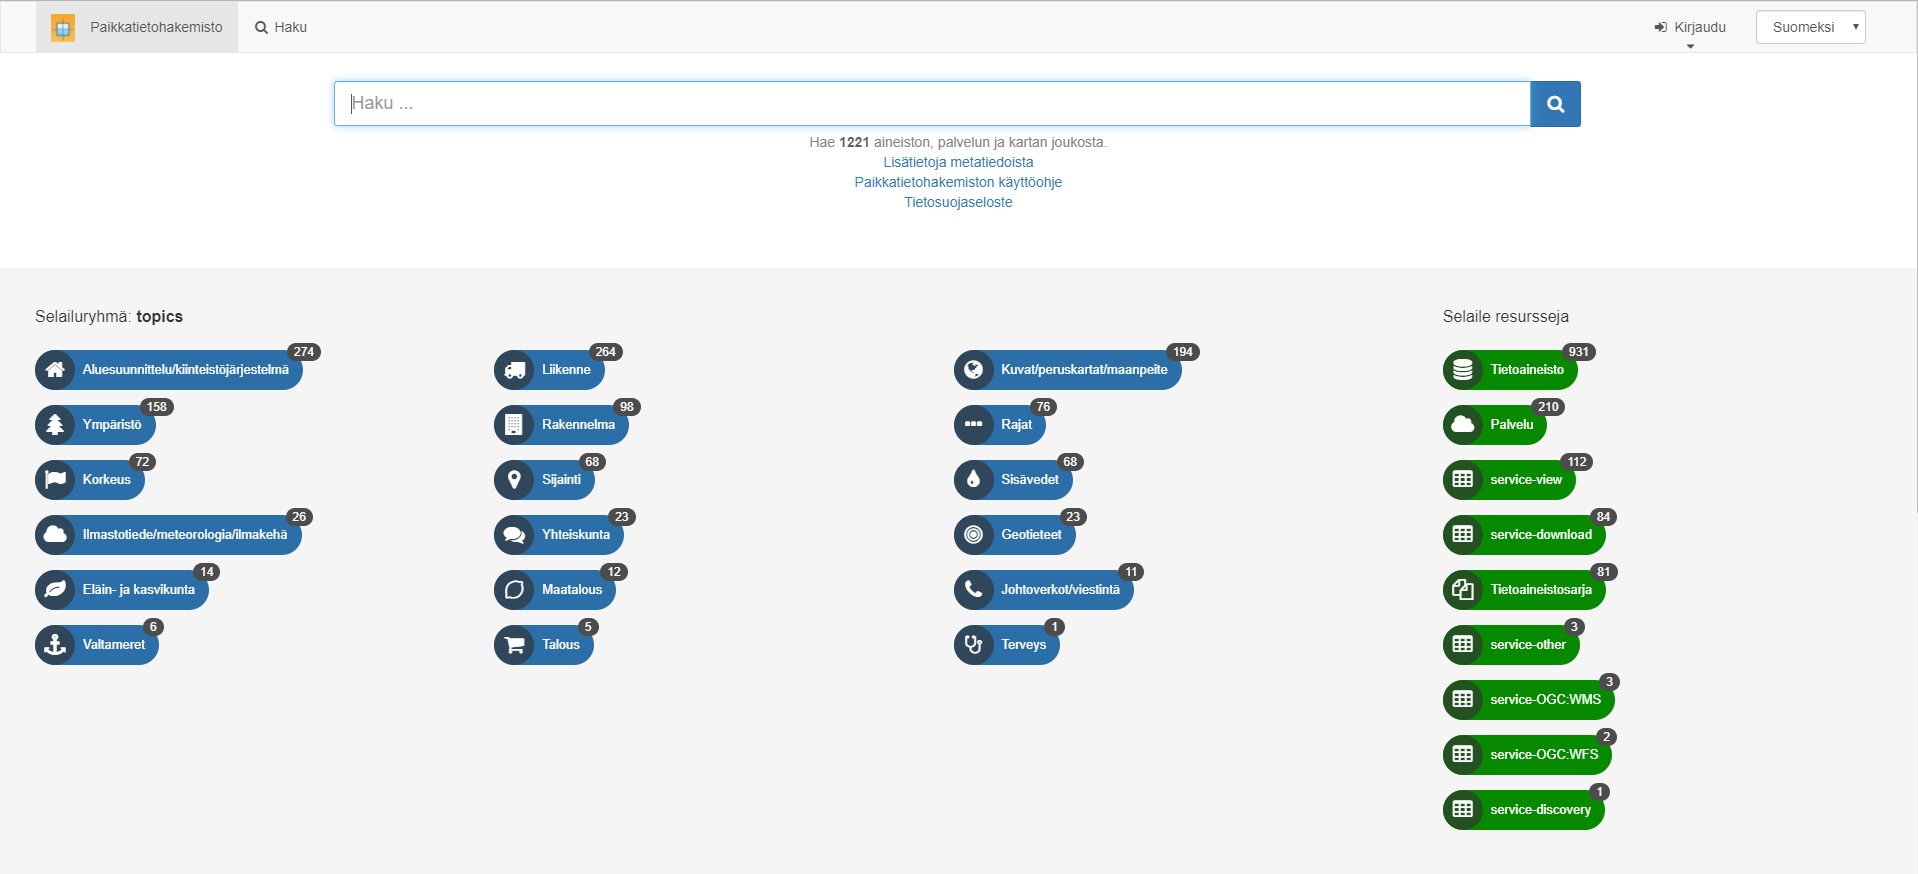 Paikkatietohakemisto Haku Kirjaudu Suomeksi
Haku ...
Hae 1221 aineiston, palvelun ja kartan joukosta.
Lisätietoja metatiedoista
Paikkatietohakemiston käyttöohje
Tietosuojaseloste
Selailuryhmä: topics
Aluesuunnittelu/kiinteistöjärjestelmä 274
Liikenne 264
Kuvat/peruskartat/maanpeite 194
Ympäristö 158
Rakennelma 98
Rajat 76
Korkeus 72
Sijainti 68
Sisävedet 68
Ilmastotiede/meteorologia/ilmakehä 26
Yhteiskunta 23
Geotieteet 23
Eläin- ja kasvikunta 14
Maatalous 12
Johtoverkot/viestintä 11
Valtameret 6
Talous 5
Terveys 1
Selaile resursseja
Tietoaineisto 931
Palvelu 210
service-view 112
service-download 84
Tietoaineistosarja 81
service-other 3
service-OGC:WMS 3
service-OGC:WFS 2
service-discovery 1